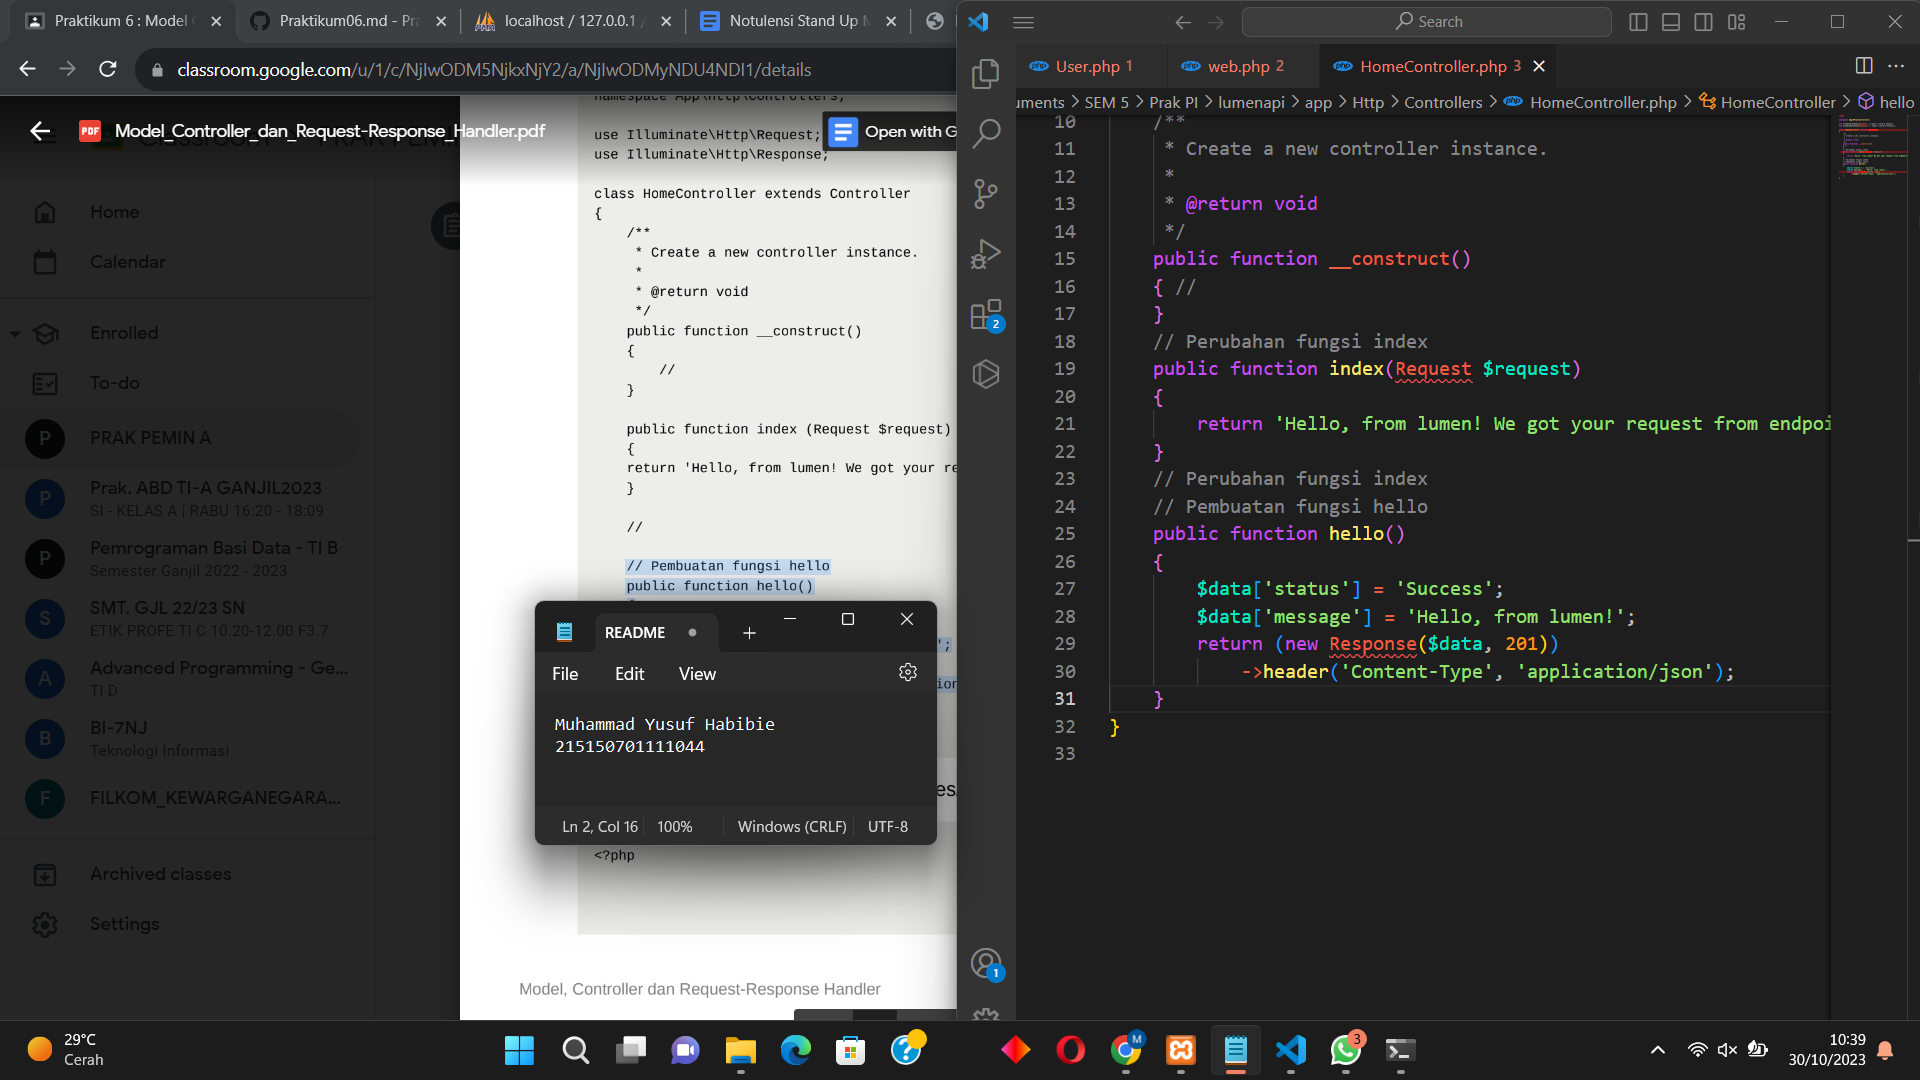 Praktikum 6 : Model
Praktikum06.md - Pra
localhost / 127.0.0.1
Notulensi Stand Up M
classroom.google.com/u/1/c/NjIwODM5NjkxNjY2/a/NjIwODMyNDU4NDI1/details
PDF Model_Controller_dan_Request-Response_Handler.pdf
Open with G
Home
Calendar
Enrolled
To-do
P PRAK PEMIN A
P Prak. ABD TI-A GANJIL2023
SI - KELAS A | RABU 16:20 - 18:09
P Pemrograman Basi Data - TI B
Semester Ganjil 2022 - 2023
S SMT. GJL 22/23 SN
ETIK PROFE TI C 10.20-12.00 F3.7
A Advanced Programming - Ge...
TI D
B BI-7NJ
Teknologi Informasi
F FILKOM_KEWARGANEGARA...
Archived classes
Settings
namespace App\Http\Controllers;
use Illuminate\Http\Request;
use Illuminate\Http\Response;
class HomeController extends Controller
{
/**
* Create a new controller instance.
*
* @return void
*/
public function __construct()
{
//
}
public function index (Request $request)
{
return 'Hello, from lumen! We got your re
}
//
// Pembuatan fungsi hello
public function hello()
';
ion
README
+
File Edit View
Muhammad Yusuf Habibie
215150701111044
Ln 2, Col 16 100% Windows (CRLF) UTF-8
es
<?php
Model, Controller dan Request-Response Handler
Search
User.php 1
web.php 2
HomeController.php 3
uments > SEM 5 > Prak PI > lumenapi > app > Http > Controllers > HomeController.php > HomeController > hello
10 /**
11 * Create a new controller instance.
12 *
13 * @return void
14 */
15 public function __construct()
16 { //
17 }
18 // Perubahan fungsi index
19 public function index(Request $request)
20 {
21 return 'Hello, from lumen! We got your request from endpoi
22 }
23 // Perubahan fungsi index
24 // Pembuatan fungsi hello
25 public function hello()
26 {
27 $data['status'] = 'Success';
28 $data['message'] = 'Hello, from lumen!';
29 return (new Response($data, 201))
30 ->header('Content-Type', 'application/json');
31 }
32 }
33
2
1
29°C
Cerah
M
3
10:39
30/10/2023